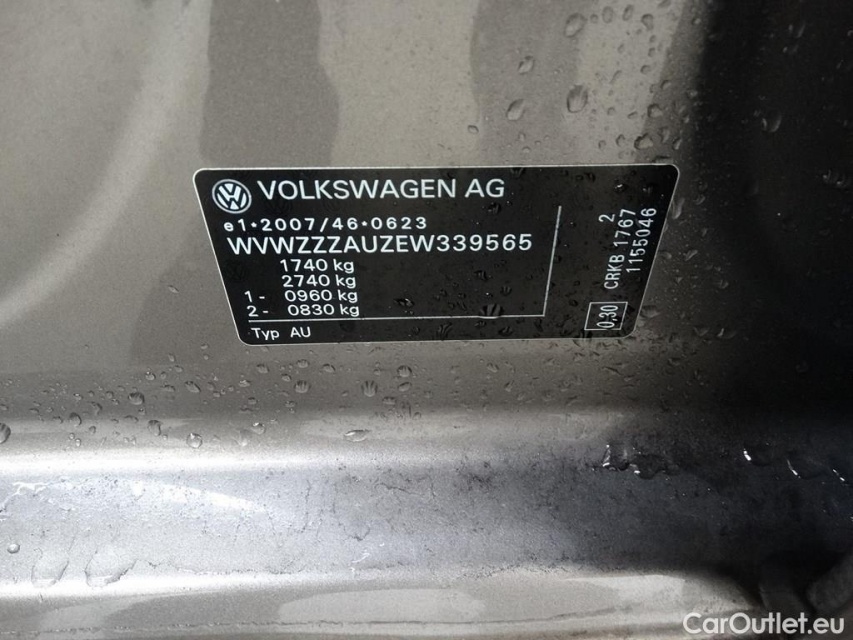 VOLKSWAGEN AG
e1*2007/46*0623
WVWZZZAUZEW339565
1740 kg
2740 kg
1- 0960 kg
2- 0830 kg
Typ AU
2
CRKB 1767
1155046
0,30
CarOutlet.eu